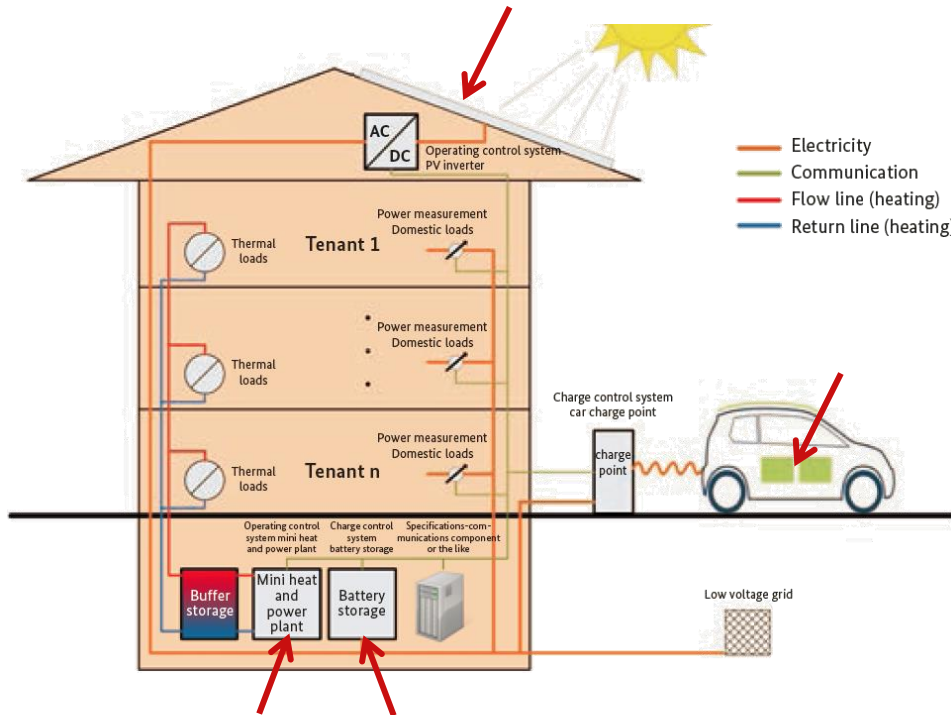 AC
DC
Operating control system
PV inverter
Electricity
Communication
Flow line (heating)
Return line (heating)
Thermal
loads
Tenant 1
Power measurement
Domestic loads
Thermal
loads
Power measurement
Domestic loads
Thermal
loads
Tenant n
Power measurement
Domestic loads
Charge control system
car charge point
charge
point
Operating control
system mini heat
and power plant
Charge control
system
battery storage
Specifications-com-
munications component
or the like
Buffer
storage
Mini heat
and
power
plant
Battery
storage
Low voltage grid